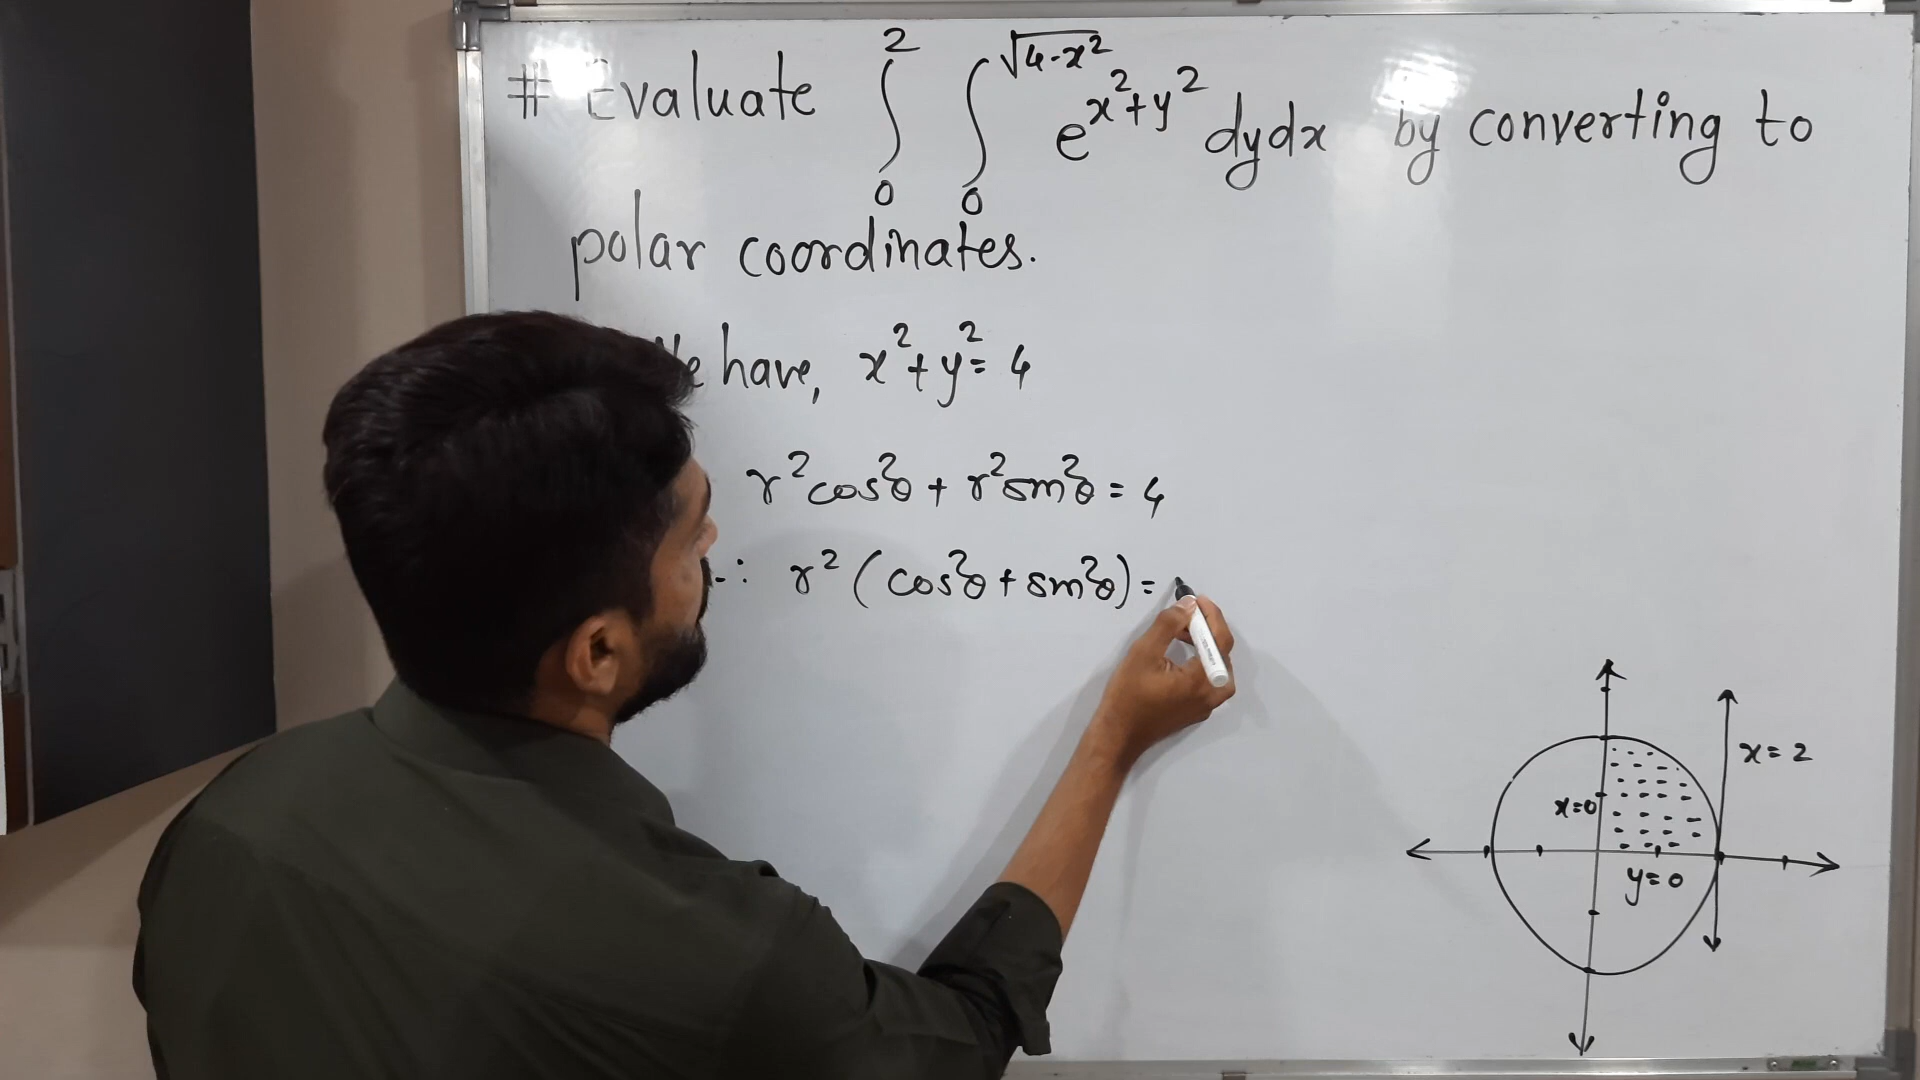 # Evaluate ∫₀² ∫₀^√(4-x²) e^(x²+y²) dydx by converting to
polar coordinates.
have, x²+y²= 4
r²cos²θ + r²sin²θ = 4
∴ r² (cos²θ + sin²θ) =
x= 2
x=0
y= 0